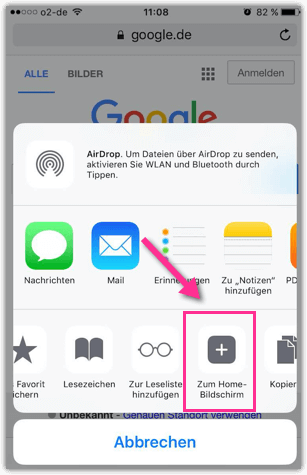 o2-de 11:08 82 %
google.de
ALLE BILDER Anmelden
Google
AirDrop. Um Dateien über AirDrop zu senden,
aktivieren Sie WLAN und Bluetooth durch
Tippen.
Nachrichten
Mail
Erinnerungen
Zu „Notizen"
hinzufügen
PD
Favorit
ichern
Lesezeichen
Zur Leseliste
hinzufügen
Zum Home-
Bildschirm
Kopier
Unbekannt - Genauen Standort verwenden
Abbrechen